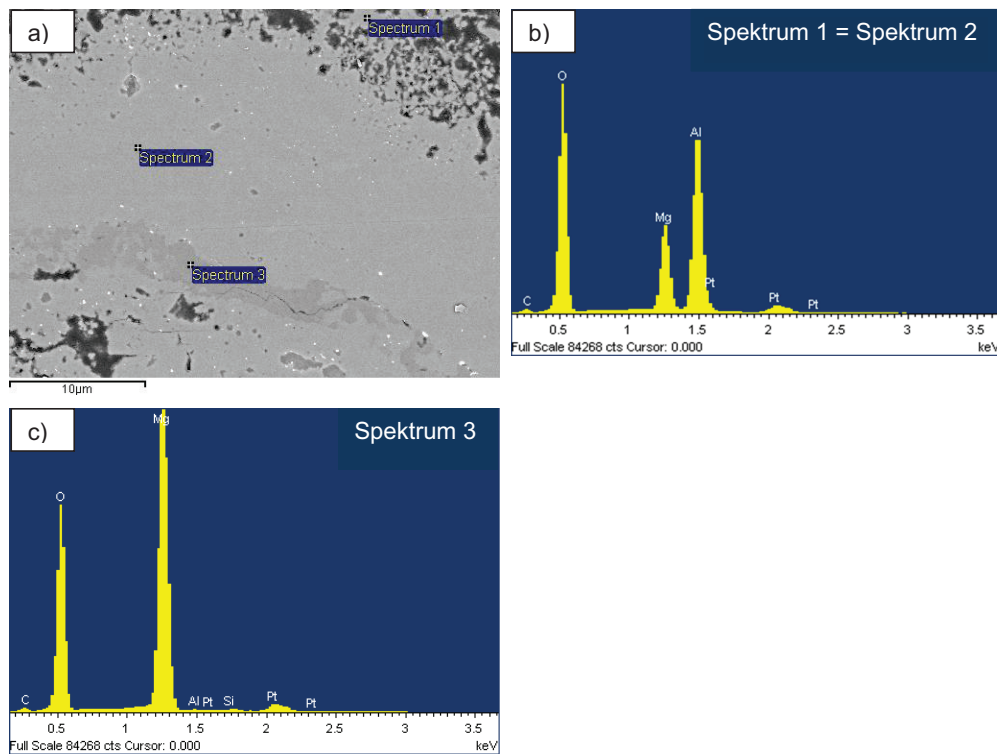 a)
Spectrum 1
Spectrum 2
Spectrum 3
10µm
b)
Spektrum 1 = Spektrum 2
O
Al
Mg
Pt
C
Pt
Pt
0.5 1 1.5 2 2.5 3 3.5
Full Scale 84268 cts Cursor: 0.000 keV
c)
Spektrum 3
Mg
O
C
Al Pt Si Pt Pt
0.5 1 1.5 2 2.5 3 3.5
Full Scale 84268 cts Cursor: 0.000 keV